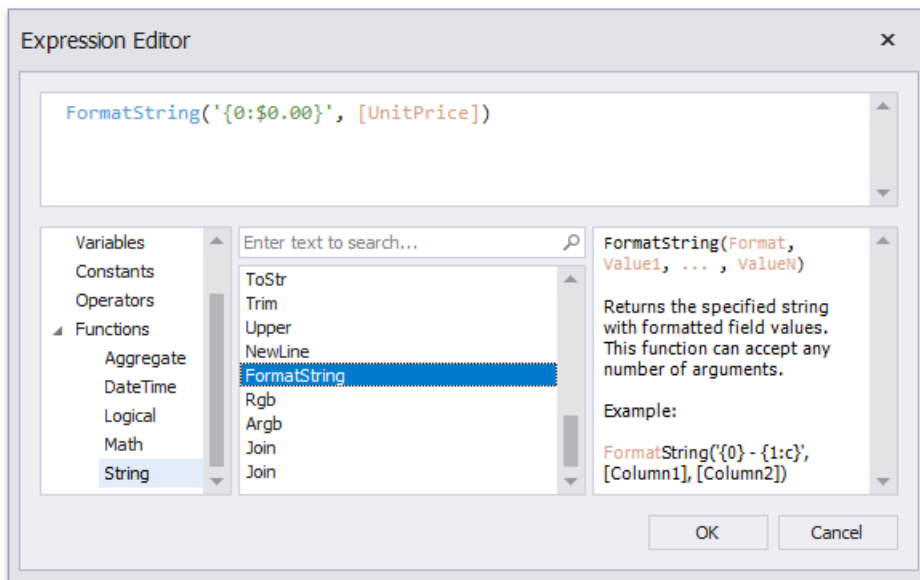 Expression Editor
FormatString('{0:$0.00}', [UnitPrice])
Variables
Constants
Operators
Functions
Aggregate
DateTime
Logical
Math
String
Enter text to search...
ToStr
Trim
Upper
NewLine
FormatString
Rgb
Argb
Join
Join
FormatString(Format,
Value1, ... , ValueN)
Returns the specified string
with formatted field values.
This function can accept any
number of arguments.
Example:
FormatString('{0} - {1:c}',
[Column1], [Column2])
OK
Cancel